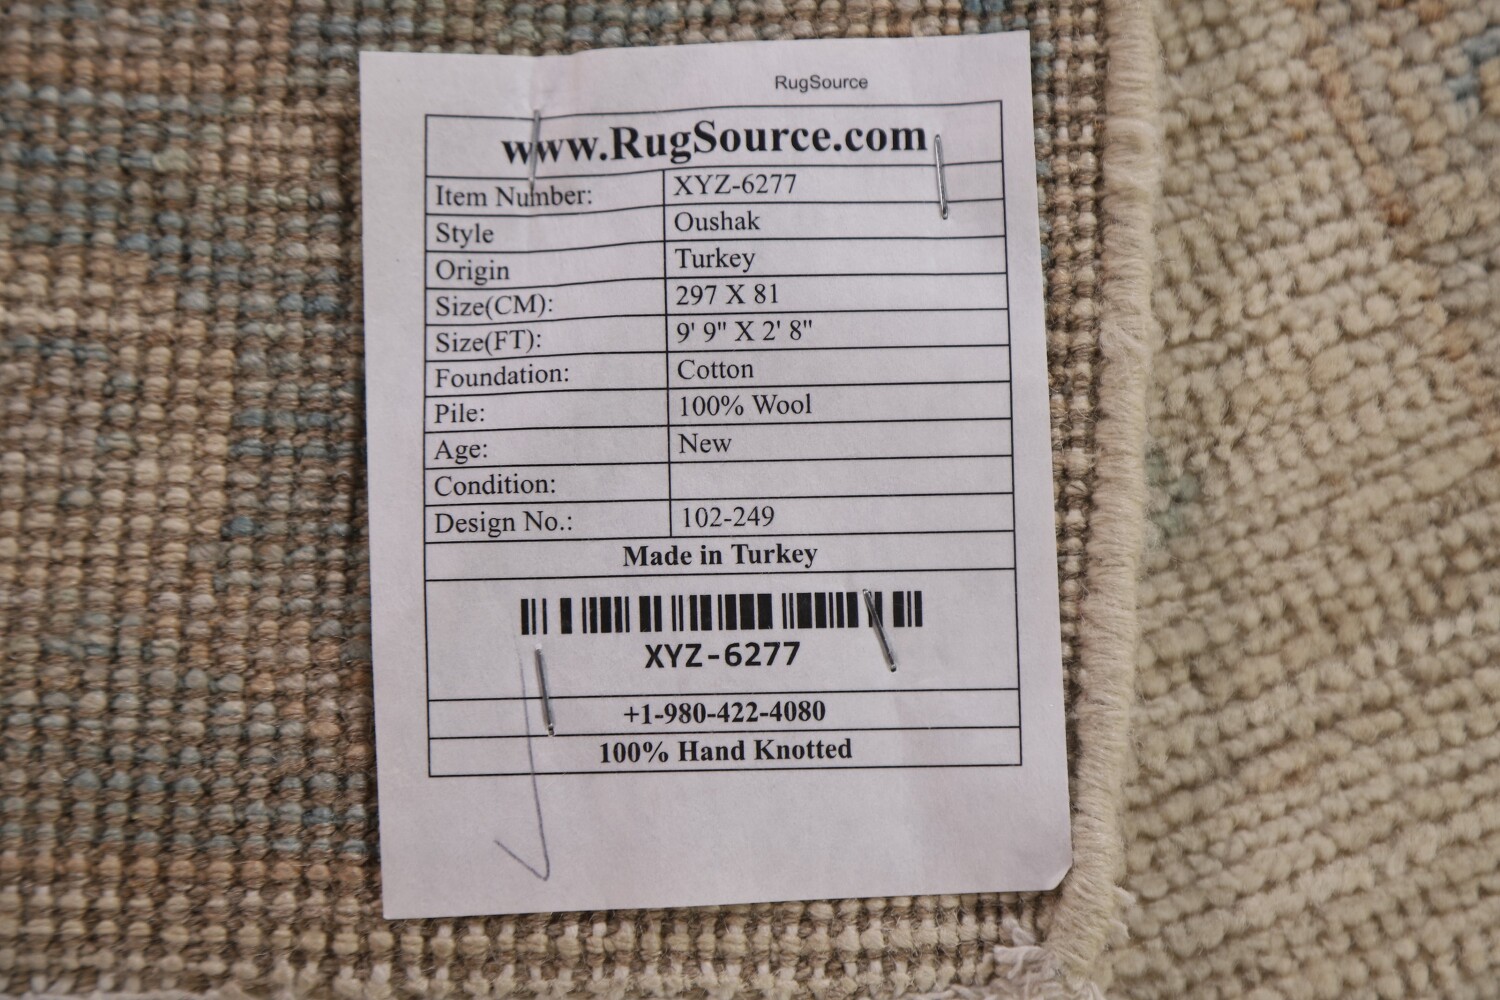 RugSource
www.RugSource.com
Item Number: XYZ-6277
Style Oushak
Origin Turkey
Size(CM): 297 X 81
Size(FT): 9' 9" X 2' 8"
Foundation: Cotton
Pile: 100% Wool
Age: New
Condition:
Design No.: 102-249
Made in Turkey
XYZ-6277
+1-980-422-4080
100% Hand Knotted